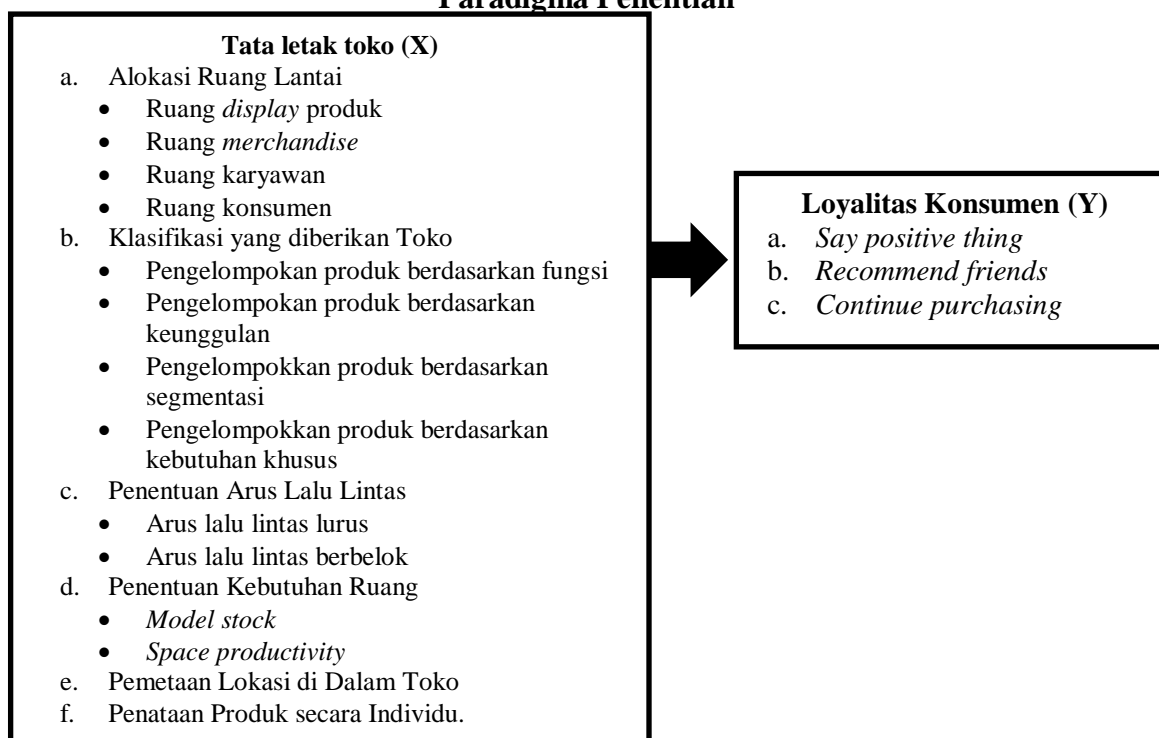 Paradigma Penelitian
Tata letak toko (X)
a. Alokasi Ruang Lantai
• Ruang display produk
• Ruang merchandise
• Ruang karyawan
• Ruang konsumen
b. Klasifikasi yang diberikan Toko
• Pengelompokan produk berdasarkan fungsi
• Pengelompokan produk berdasarkan
keunggulan
• Pengelompokkan produk berdasarkan
segmentasi
• Pengelompokkan produk berdasarkan
kebutuhan khusus
c. Penentuan Arus Lalu Lintas
• Arus lalu lintas lurus
• Arus lalu lintas berbelok
d. Penentuan Kebutuhan Ruang
• Model stock
• Space productivity
e. Pemetaan Lokasi di Dalam Toko
f. Penataan Produk secara Individu.
Loyalitas Konsumen (Y)
a. Say positive thing
b. Recommend friends
c. Continue purchasing